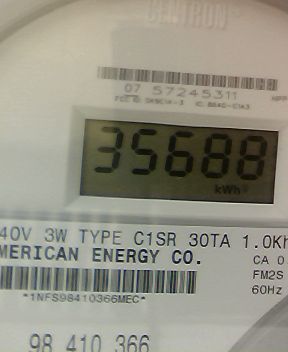 CENTRON®
07 57245311
35688
kWh
40V 3W TYPE C1SR 30TA 1.0Kh
MERICAN ENERGY CO.
CA 0
FM2S
60Hz
*1NFS98410366MEC*
98 410 366